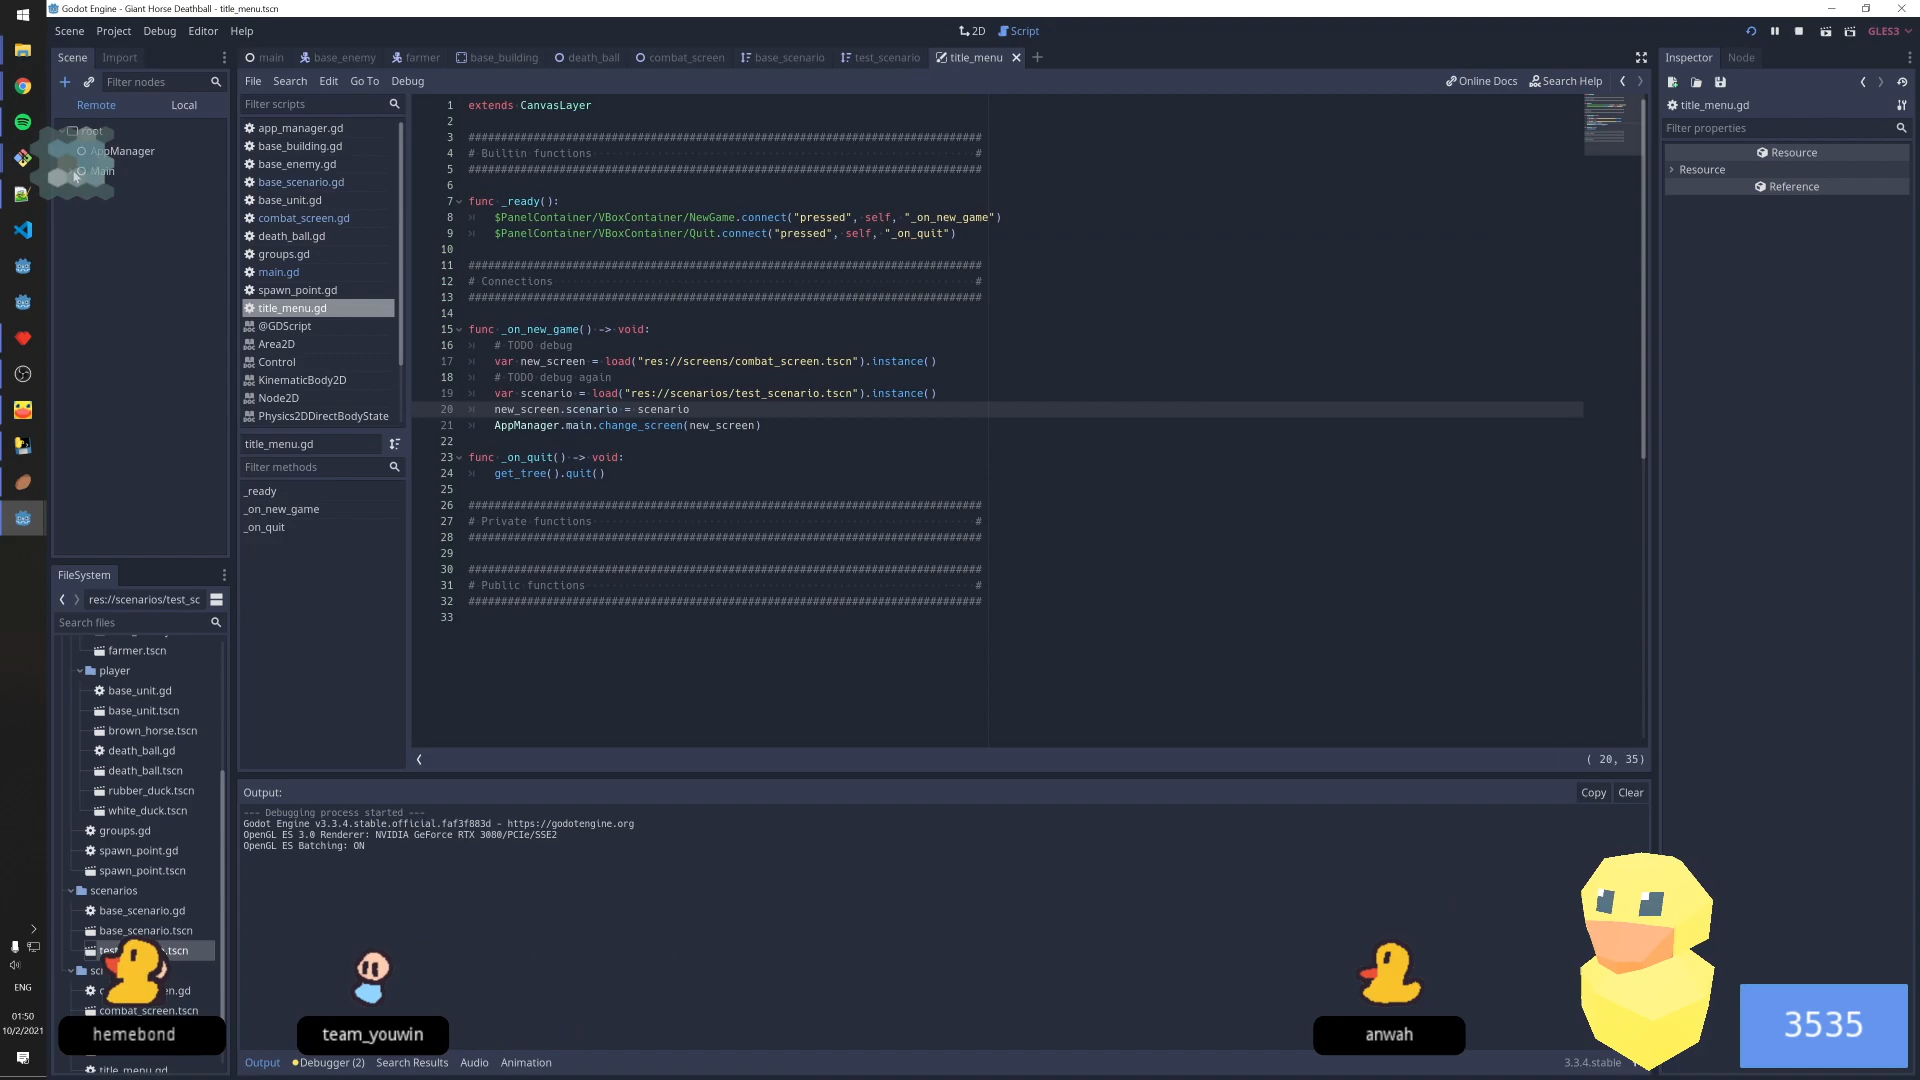 Godot Engine - Giant Horse Deathball - title_menu.tscn
Scene Project Debug Editor Help
2D Script
GLES3
Scene Import
main base_enemy farmer base_building death_ball combat_screen base_scenario test_scenario title_menu
Inspector Node
Filter nodes
File Search Edit Go To Debug
Online Docs Search Help
Remote Local
Filter scripts
title_menu.gd
Filter properties
Resource
Resource
Reference
root
AppManager
Main
app_manager.gd
base_building.gd
base_enemy.gd
base_scenario.gd
base_unit.gd
combat_screen.gd
death_ball.gd
groups.gd
main.gd
spawn_point.gd
title_menu.gd
@GDScript
Area2D
Control
KinematicBody2D
Node2D
Physics2DDirectBodyState
title_menu.gd
Filter methods
_ready
_on_new_game
_on_quit
1 extends CanvasLayer
2
3 ###############################################################################
4 # Builtin functions #
5 ###############################################################################
6
7 func _ready():
8 $PanelContainer/VBoxContainer/NewGame.connect("pressed", self, "_on_new_game")
9 $PanelContainer/VBoxContainer/Quit.connect("pressed", self, "_on_quit")
10
11 ###############################################################################
12 # Connections #
13 ###############################################################################
14
15 func _on_new_game() -> void:
16 # TODO debug
17 var new_screen = load("res://screens/combat_screen.tscn").instance()
18 # TODO debug again
19 var scenario = load("res://scenarios/test_scenario.tscn").instance()
20 new_screen.scenario = scenario
21 AppManager.main.change_screen(new_screen)
22
23 func _on_quit() -> void:
24 get_tree().quit()
25
26 ###############################################################################
27 # Private functions #
28 ###############################################################################
29
30 ###############################################################################
31 # Public functions #
32 ###############################################################################
33
( 20, 35)
FileSystem
res://scenarios/test_sc
Search files
farmer.tscn
player
base_unit.gd
base_unit.tscn
brown_horse.tscn
death_ball.gd
death_ball.tscn
rubber_duck.tscn
white_duck.tscn
groups.gd
spawn_point.gd
spawn_point.tscn
scenarios
base_scenario.gd
base_scenario.tscn
combat_screen.tscn
title_menu.gd
Output:
Copy Clear
--- Debugging process started ---
Godot Engine v3.3.4.stable.official.faf3f883d - https://godotengine.org
OpenGL ES 3.0 Renderer: NVIDIA GeForce RTX 3080/PCIe/SSE2
OpenGL ES Batching: ON
Output Debugger (2) Search Results Audio Animation
3.3.4.stable
ENG
01:50
10/2/2021
hemebond
team_youwin
anwah
3535